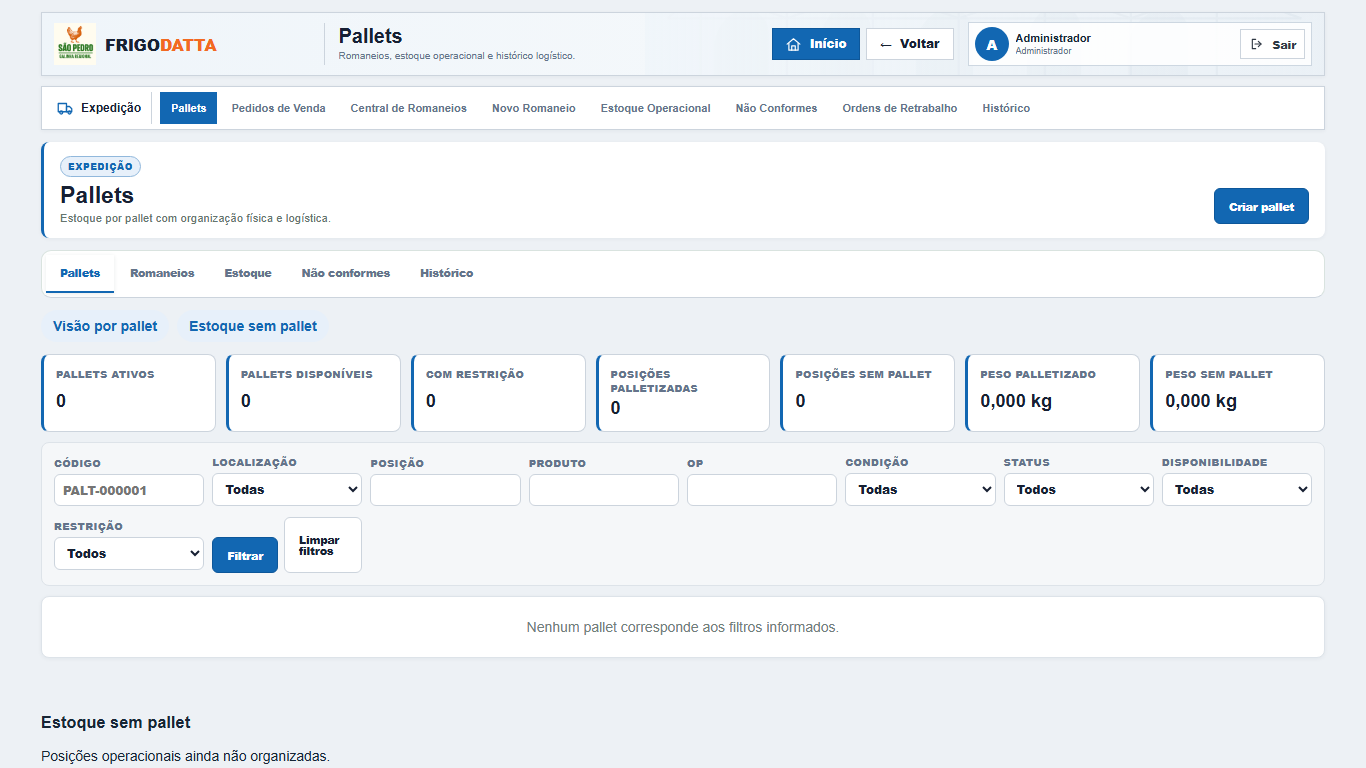 SÃO PEDRO
FRIGODATTA
Pallets
Romaneios, estoque operacional e histórico logístico.
Início
← Voltar
A
Administrador
Administrador
Sair
Expedição
Pallets
Pedidos de Venda
Central de Romaneios
Novo Romaneio
Estoque Operacional
Não Conformes
Ordens de Retrabalho
Histórico
EXPEDIÇÃO
Pallets
Estoque por pallet com organização física e logística.
Criar pallet
Pallets
Romaneios
Estoque
Não conformes
Histórico
Visão por pallet
Estoque sem pallet
PALLETS ATIVOS
0
PALLETS DISPONÍVEIS
0
COM RESTRIÇÃO
0
POSIÇÕES
PALLETIZADAS
0
POSIÇÕES SEM PALLET
0
PESO PALLETIZADO
0,000 kg
PESO SEM PALLET
0,000 kg
CÓDIGO
PALT-000001
LOCALIZAÇÃO
Todas
POSIÇÃO
PRODUTO
OP
CONDIÇÃO
Todas
STATUS
Todos
DISPONIBILIDADE
Todas
RESTRIÇÃO
Todos
Filtrar
Limpar
filtros
Nenhum pallet corresponde aos filtros informados.
Estoque sem pallet
Posições operacionais ainda não organizadas.